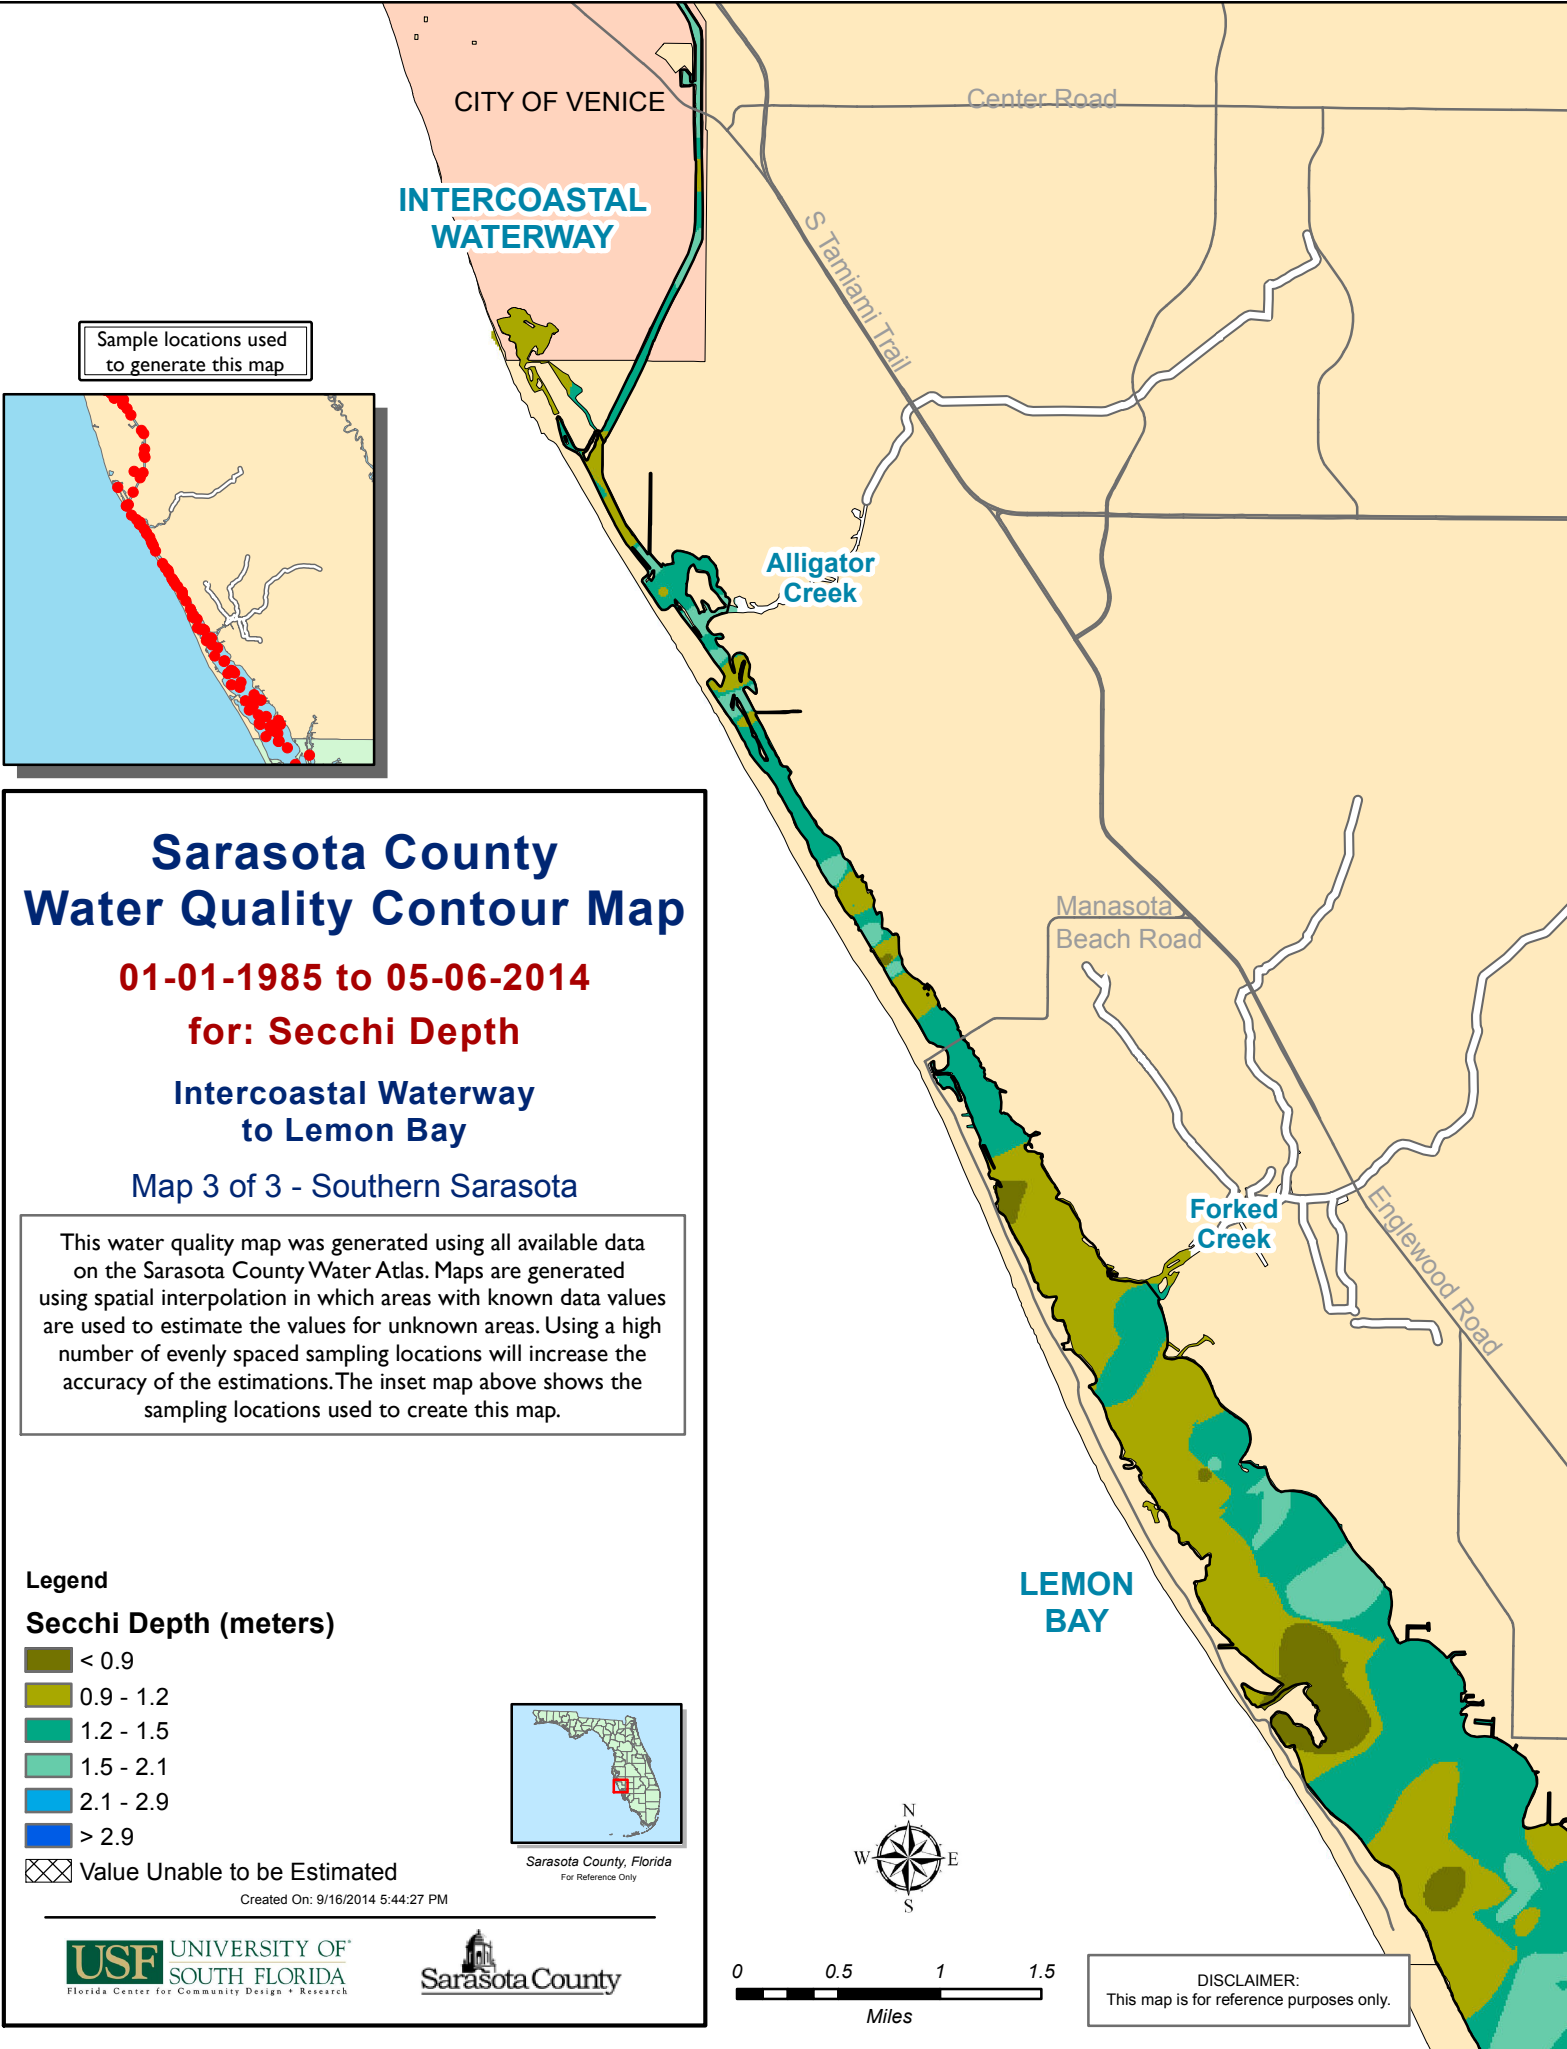 CITY OF VENICE
Center Road
INTERCOASTAL
WATERWAY
S Tamiami Trail
Sample locations used
to generate this map
Alligator
Creek
Sarasota County
Water Quality Contour Map
01-01-1985 to 05-06-2014
for: Secchi Depth
Intercoastal Waterway
to Lemon Bay
Map 3 of 3 - Southern Sarasota
This water quality map was generated using all available data
on the Sarasota County Water Atlas. Maps are generated
using spatial interpolation in which areas with known data values
are used to estimate the values for unknown areas. Using a high
number of evenly spaced sampling locations will increase the
accuracy of the estimations. The inset map above shows the
sampling locations used to create this map.
Manasota
Beach Road
Forked
Creek
Englewood Road
LEMON
BAY
Legend
Secchi Depth (meters)
< 0.9
0.9 - 1.2
1.2 - 1.5
1.5 - 2.1
2.1 - 2.9
> 2.9
Value Unable to be Estimated
Sarasota County, Florida
For Reference Only
Created On: 9/16/2014 5:44:27 PM
USF UNIVERSITY OF
SOUTH FLORIDA
Florida Center for Community Design + Research
Sarasota County
N
W E
S
0 0.5 1 1.5
Miles
DISCLAIMER:
This map is for reference purposes only.